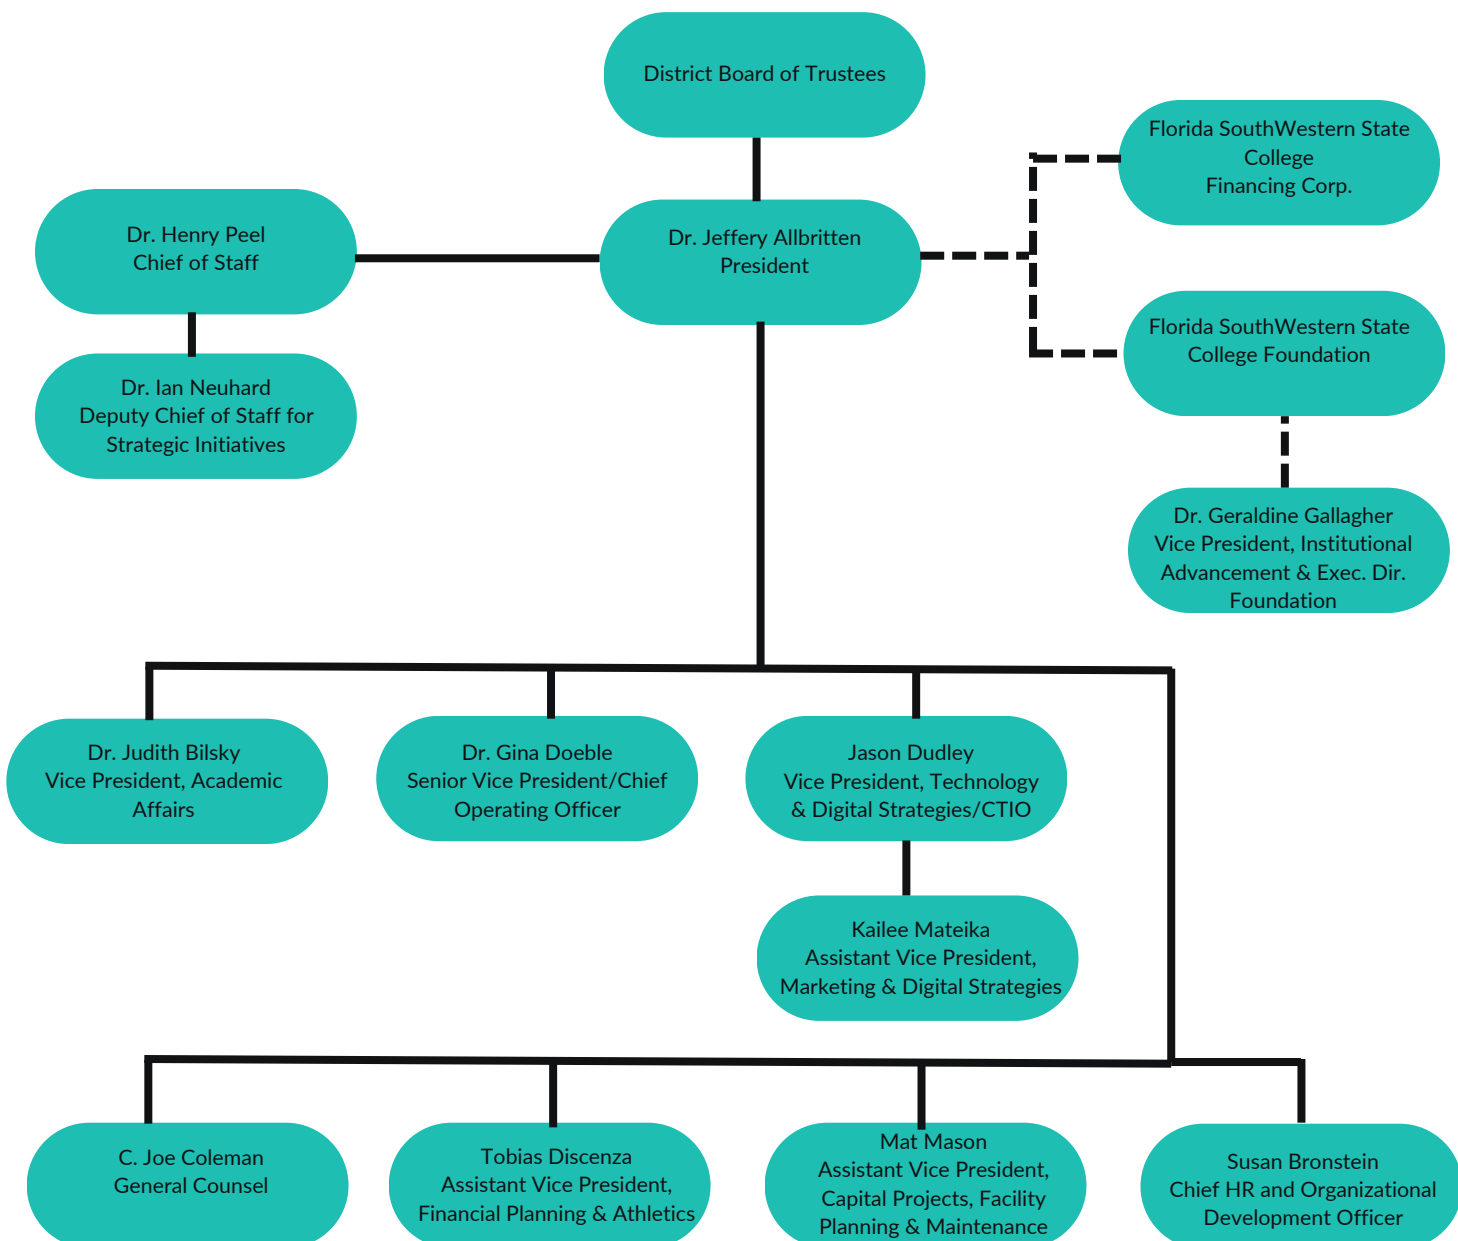 District Board of Trustees
Florida SouthWestern State
College
Financing Corp.
Dr. Henry Peel
Chief of Staff
Dr. Jeffery Allbritten
President
Florida SouthWestern State
College Foundation
Dr. Ian Neuhard
Deputy Chief of Staff for
Strategic Initiatives
Dr. Geraldine Gallagher
Vice President, Institutional
Advancement & Exec. Dir.
Foundation
Dr. Judith Bilsky
Vice President, Academic
Affairs
Dr. Gina Doeble
Senior Vice President/Chief
Operating Officer
Jason Dudley
Vice President, Technology
& Digital Strategies/CTIO
Kailee Mateika
Assistant Vice President,
Marketing & Digital Strategies
C. Joe Coleman
General Counsel
Tobias Discenza
Assistant Vice President,
Financial Planning & Athletics
Mat Mason
Assistant Vice President,
Capital Projects, Facility
Planning & Maintenance
Susan Bronstein
Chief HR and Organizational
Development Officer